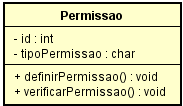 Permissao
- id : int
- tipoPermissao : char
+ definirPermissao() : void
+ verificarPermissao() : void